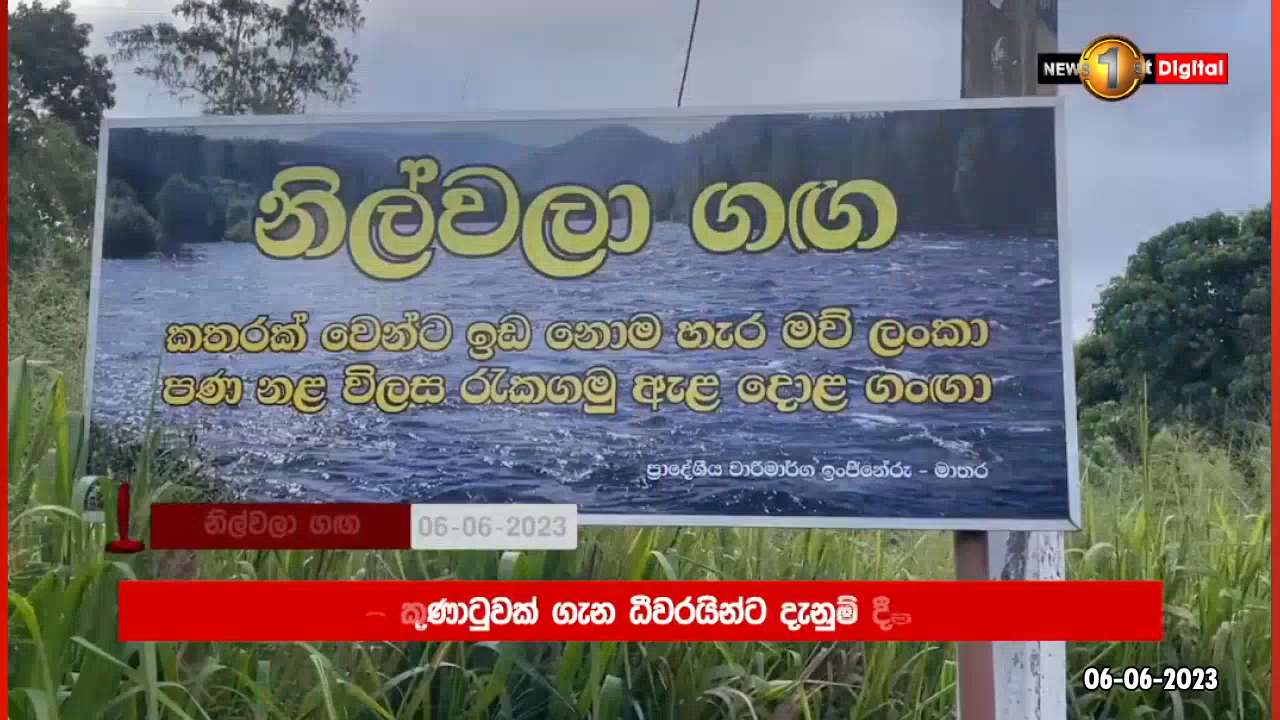 NEWS 1st Digital
නිල්වලා ගඟ
කතරක් වෙන්ට ඉඩ නොම හැර මව් ලංකා
පණ නළ විලස රැකගමු ඇළ දොළ ගංඟා
ප්‍රාදේශීය වාරිමාර්ග ඉංජිනේරු - මාතර
නිල්වලා ගඟ 06-06-2023
- කුණාටුවක් ගැන ධීවරයින්ට දැනුම්
06-06-2023